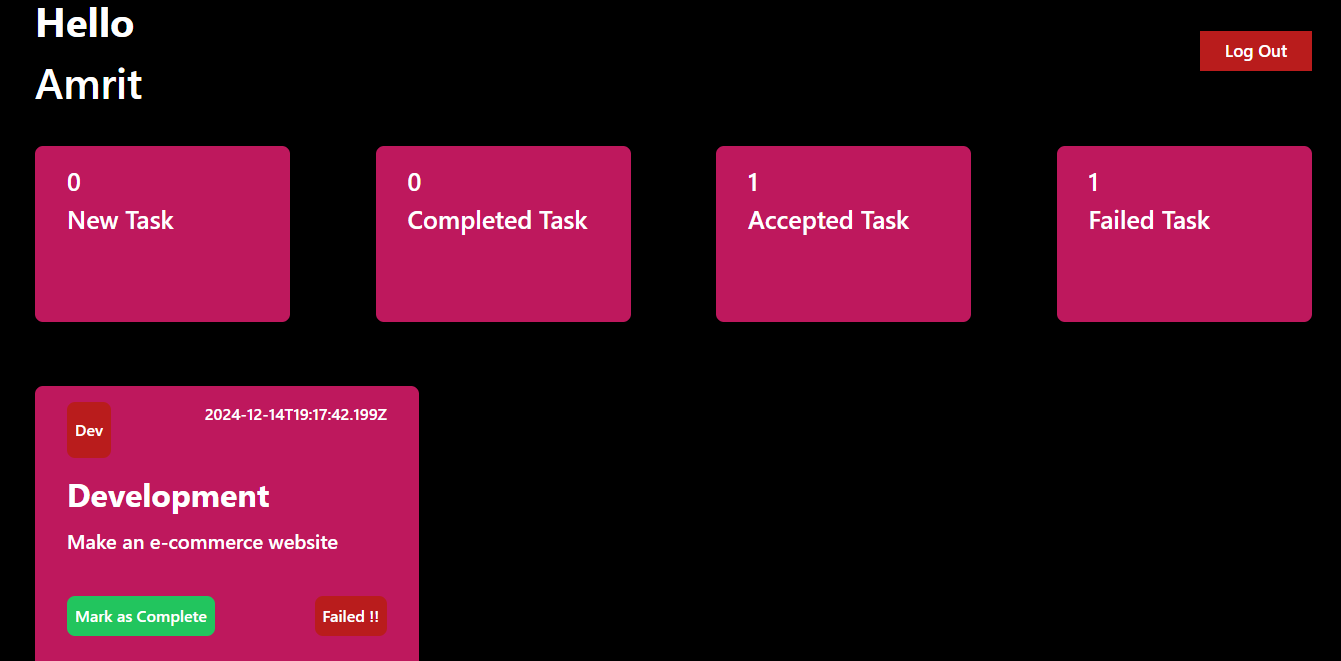 Hello
Amrit
Log Out
0
New Task
0
Completed Task
1
Accepted Task
1
Failed Task
Dev
2024-12-14T19:17:42.199Z
Development
Make an e-commerce website
Mark as Complete
Failed !!